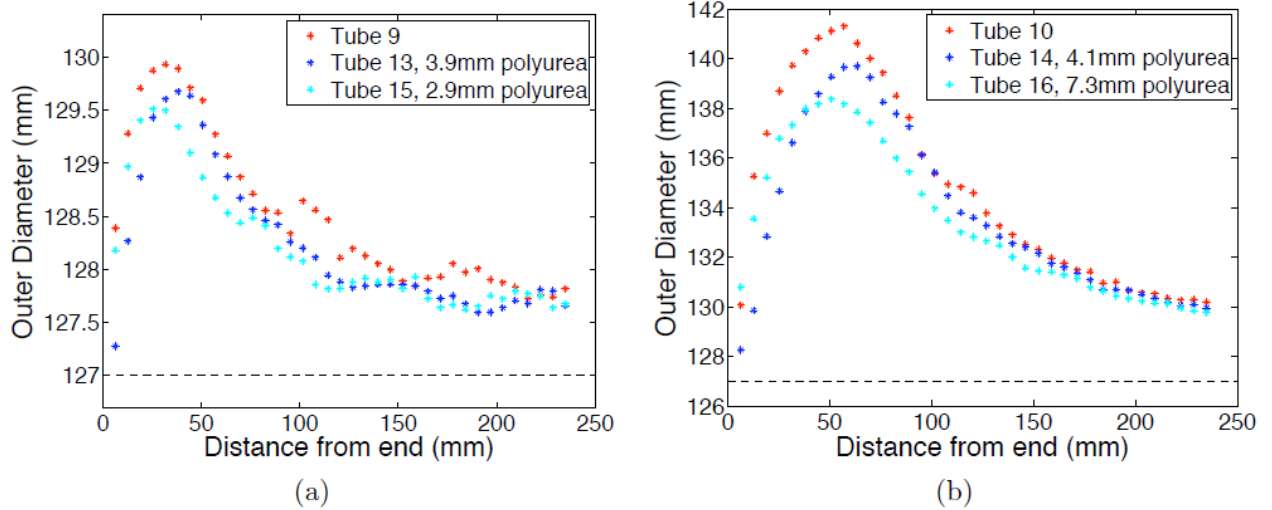 Tube 9
Tube 13, 3.9mm polyurea
Tube 15, 2.9mm polyurea
130
129.5
129
128.5
128
127.5
127
0
50
100
150
200
250
Outer Diameter (mm)
Distance from end (mm)
(a)
Tube 10
Tube 14, 4.1mm polyurea
Tube 16, 7.3mm polyurea
142
140
138
136
134
132
130
128
126
0
50
100
150
200
250
Outer Diameter (mm)
Distance from end (mm)
(b)